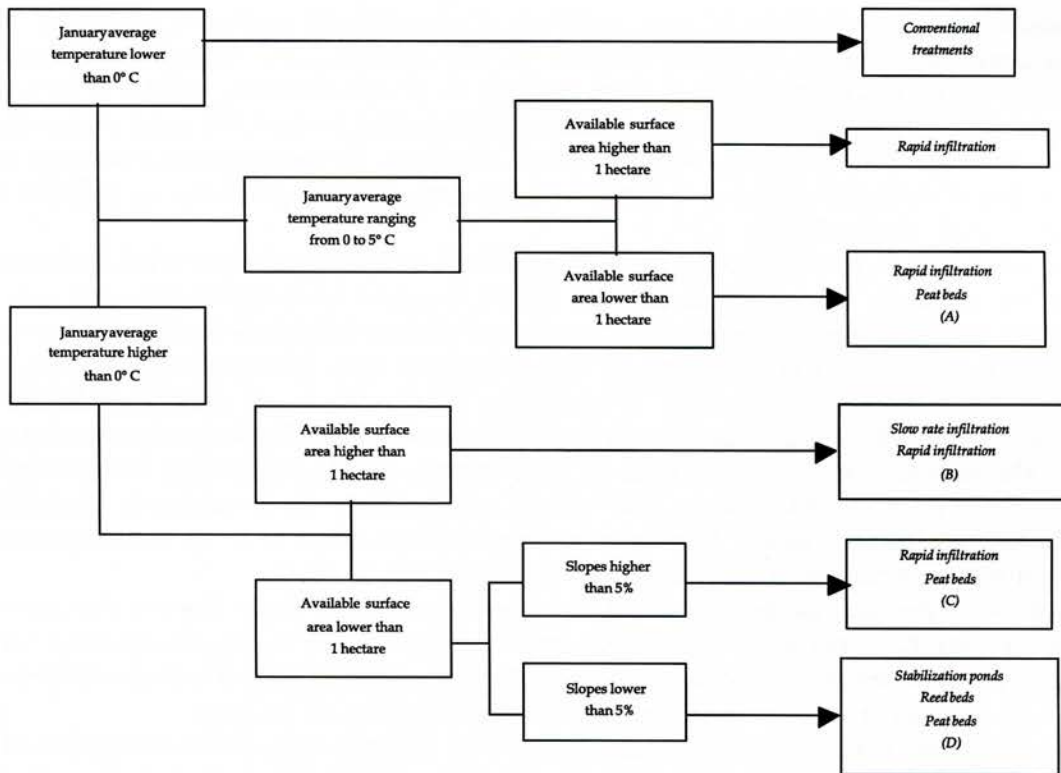 January average
temperature lower
than 0° C
Conventional
treatments
Available surface
area higher than
1 hectare
Rapid infiltration
January average
temperature ranging
from 0 to 5° C
Available surface
area lower than
1 hectare
Rapid infiltration
Peat beds
(A)
January average
temperature higher
than 0° C
Available surface
area higher than
1 hectare
Slow rate infiltration
Rapid infiltration
(B)
Available surface
area lower than
1 hectare
Slopes higher
than 5%
Rapid infiltration
Peat beds
(C)
Slopes lower
than 5%
Stabilization ponds
Reed beds
Peat beds
(D)